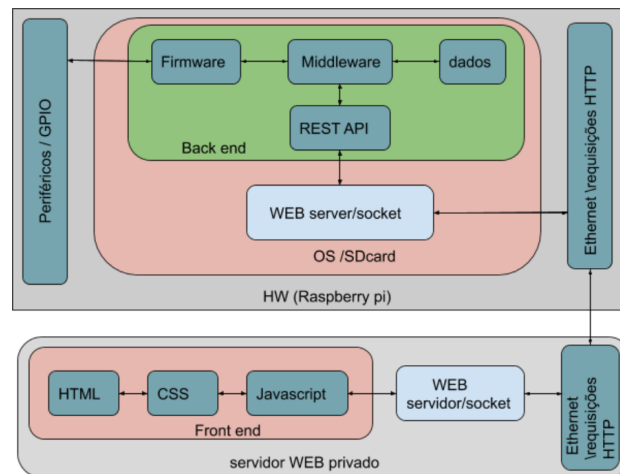 Periféricos / GPIO
Firmware
Middleware
dados
REST API
Back end
WEB server/socket
OS /SDcard
HW (Raspberry pi)
Ethernet \requisições HTTP
HTML
CSS
Javascript
Front end
WEB
servidor/socket
Ethernet
\requisições
HTTP
servidor WEB privado